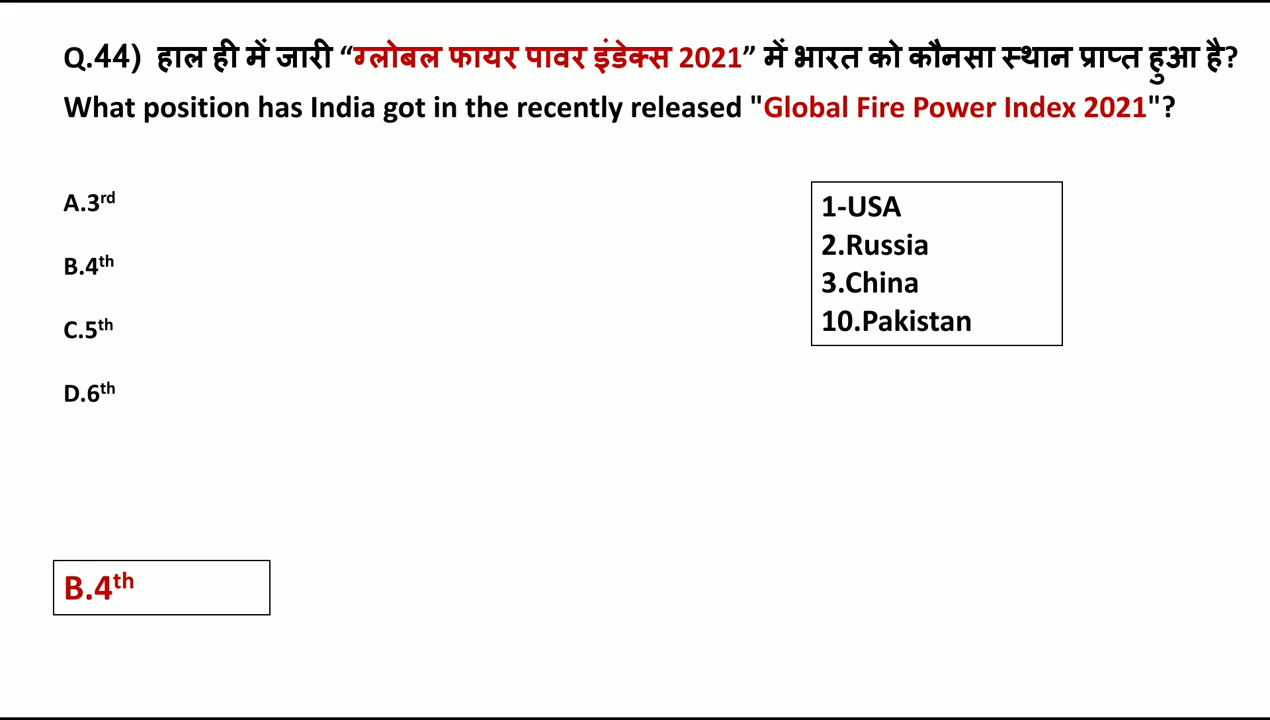 Q.44) हाल ही में जारी “ग्लोबल फायर पावर इंडेक्स 2021” में भारत को कौनसा स्थान प्राप्त हुआ है?
What position has India got in the recently released "Global Fire Power Index 2021"?
A.3rd
B.4th
C.5th
D.6th
1-USA
2.Russia
3.China
10.Pakistan
B.4th